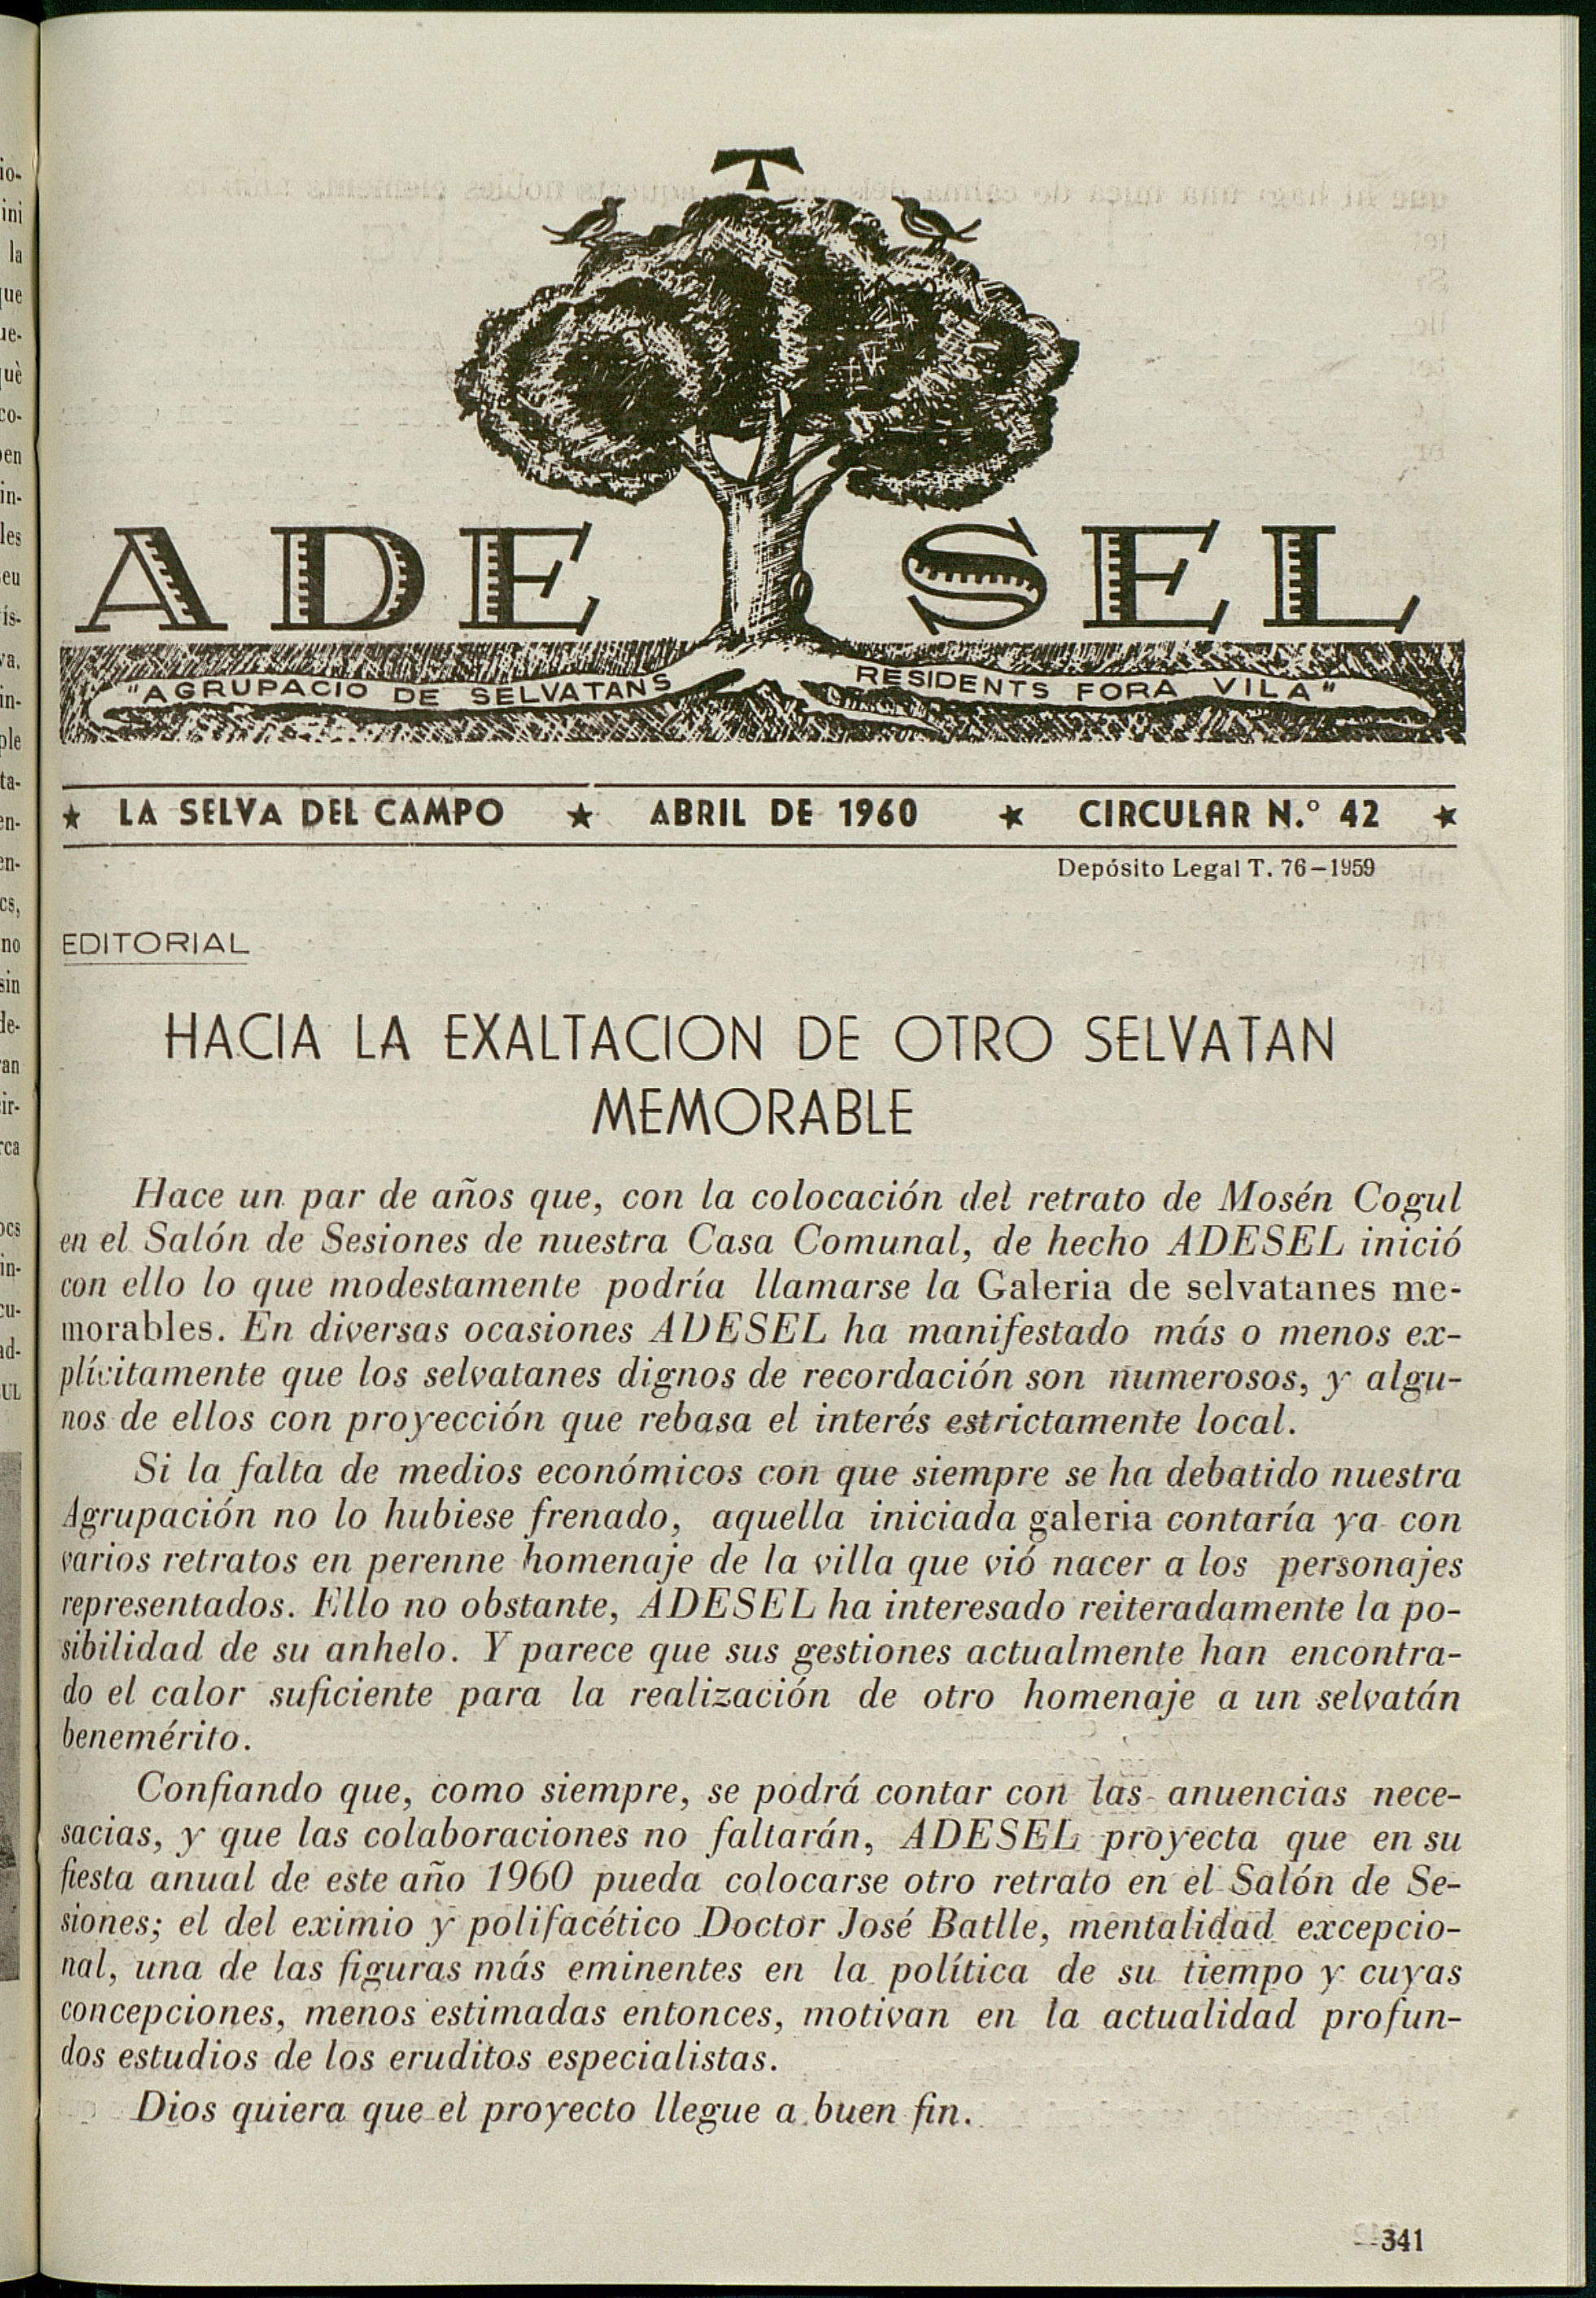 ADE SEL
"AGRUPACIO DE SELVATANS RESIDENTS FORA VILA"
★ LA SELVA DEL CAMPO ★ ABRIL DE 1960 ★ CIRCULAR N.º 42 ★
Depósito Legal T. 76-1959
EDITORIAL
HACIA LA EXALTACION DE OTRO SELVATAN
MEMORABLE
Hace un par de años que, con la colocación del retrato de Mosén Cogul
en el Salón de Sesiones de nuestra Casa Comunal, de hecho ADESEL inició
con ello lo que modestamente podría llamarse la Galeria de selvatanes me-
morables. En diversas ocasiones ADESEL ha manifestado más o menos ex-
plícitamente que los selvatanes dignos de recordación son numerosos, y algu-
nos de ellos con proyección que rebasa el interés estrictamente local.
Si la falta de medios económicos con que siempre se ha debatido nuestra
Agrupación no lo hubiese frenado, aquella iniciada galeria contaría ya con
varios retratos en perenne homenaje de la villa que vió nacer a los personajes
representados. Ello no obstante, ADESEL ha interesado reiteradamente la po-
sibilidad de su anhelo. Y parece que sus gestiones actualmente han encontra-
do el calor suficiente para la realización de otro homenaje a un selvatán
benemérito.
Confiando que, como siempre, se podrá contar con las anuencias nece-
sacias, y que las colaboraciones no faltarán, ADESEL proyecta que en su
fiesta anual de este año 1960 pueda colocarse otro retrato en el Salón de Se-
siones; el del eximio y polifacético Doctor José Batlle, mentalidad excepcio-
nal, una de las figuras más eminentes en la política de su tiempo y cuyas
concepciones, menos estimadas entonces, motivan en la actualidad profun-
dos estudios de los eruditos especialistas.
Dios quiera que el proyecto llegue a buen fin.
341